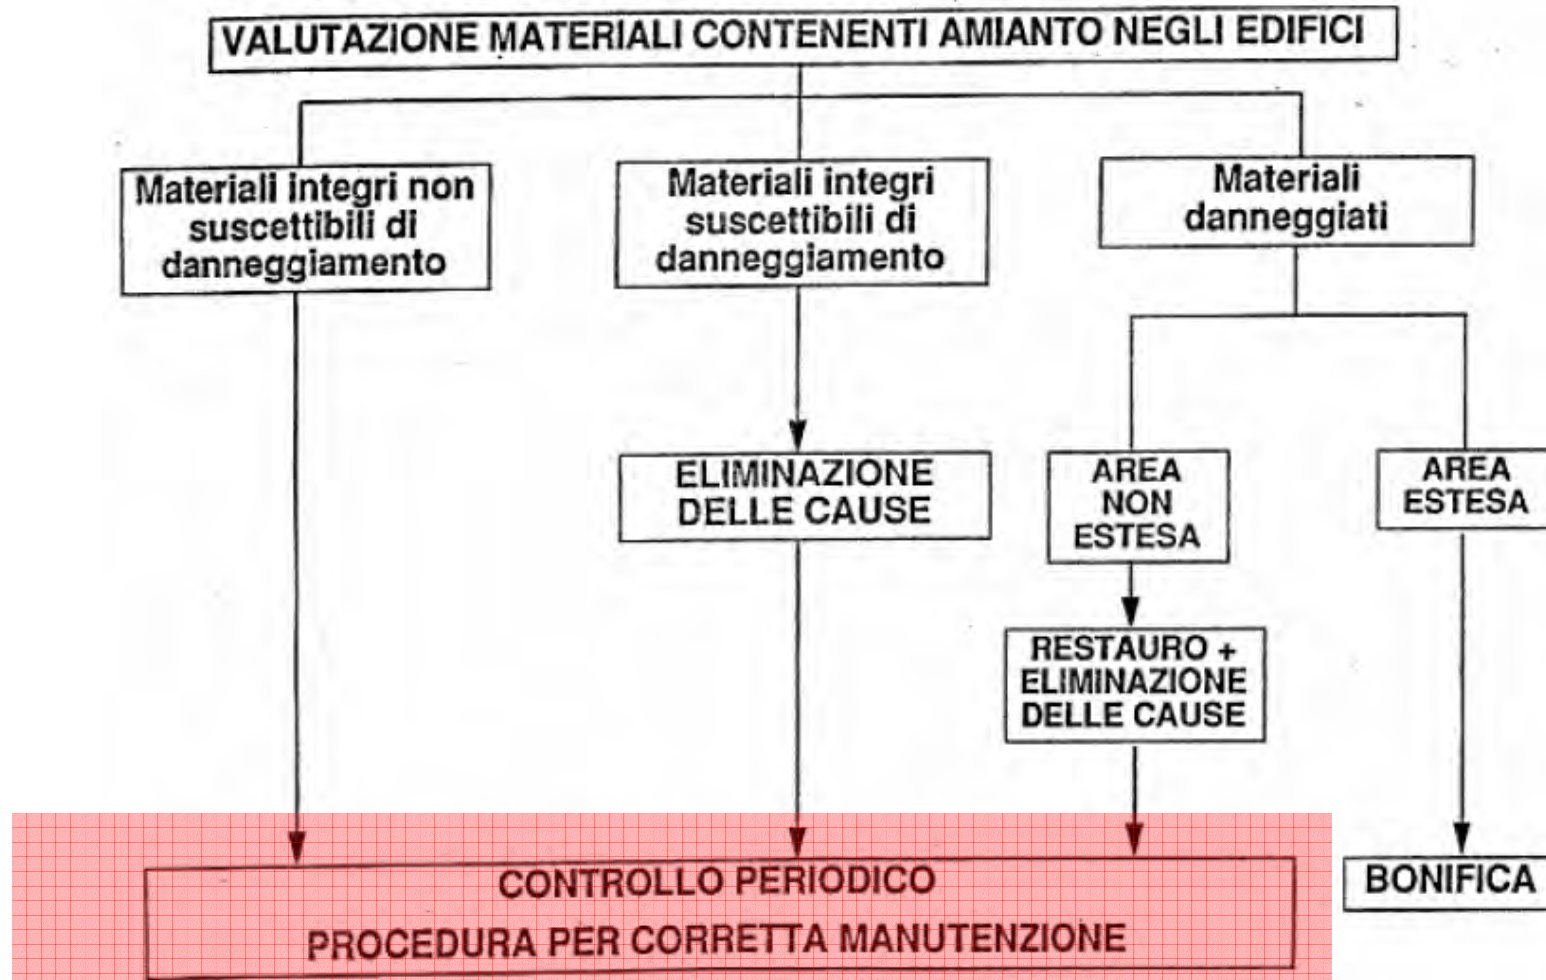 VALUTAZIONE MATERIALI CONTENENTI AMIANTO NEGLI EDIFICI
Materiali integri non
suscettibili di
danneggiamento
Materiali integri
suscettibili di
danneggiamento
Materiali
danneggiati
ELIMINAZIONE
DELLE CAUSE
AREA
NON
ESTESA
AREA
ESTESA
RESTAURO +
ELIMINAZIONE
DELLE CAUSE
CONTROLLO PERIODICO
PROCEDURA PER CORRETTA MANUTENZIONE
BONIFICA